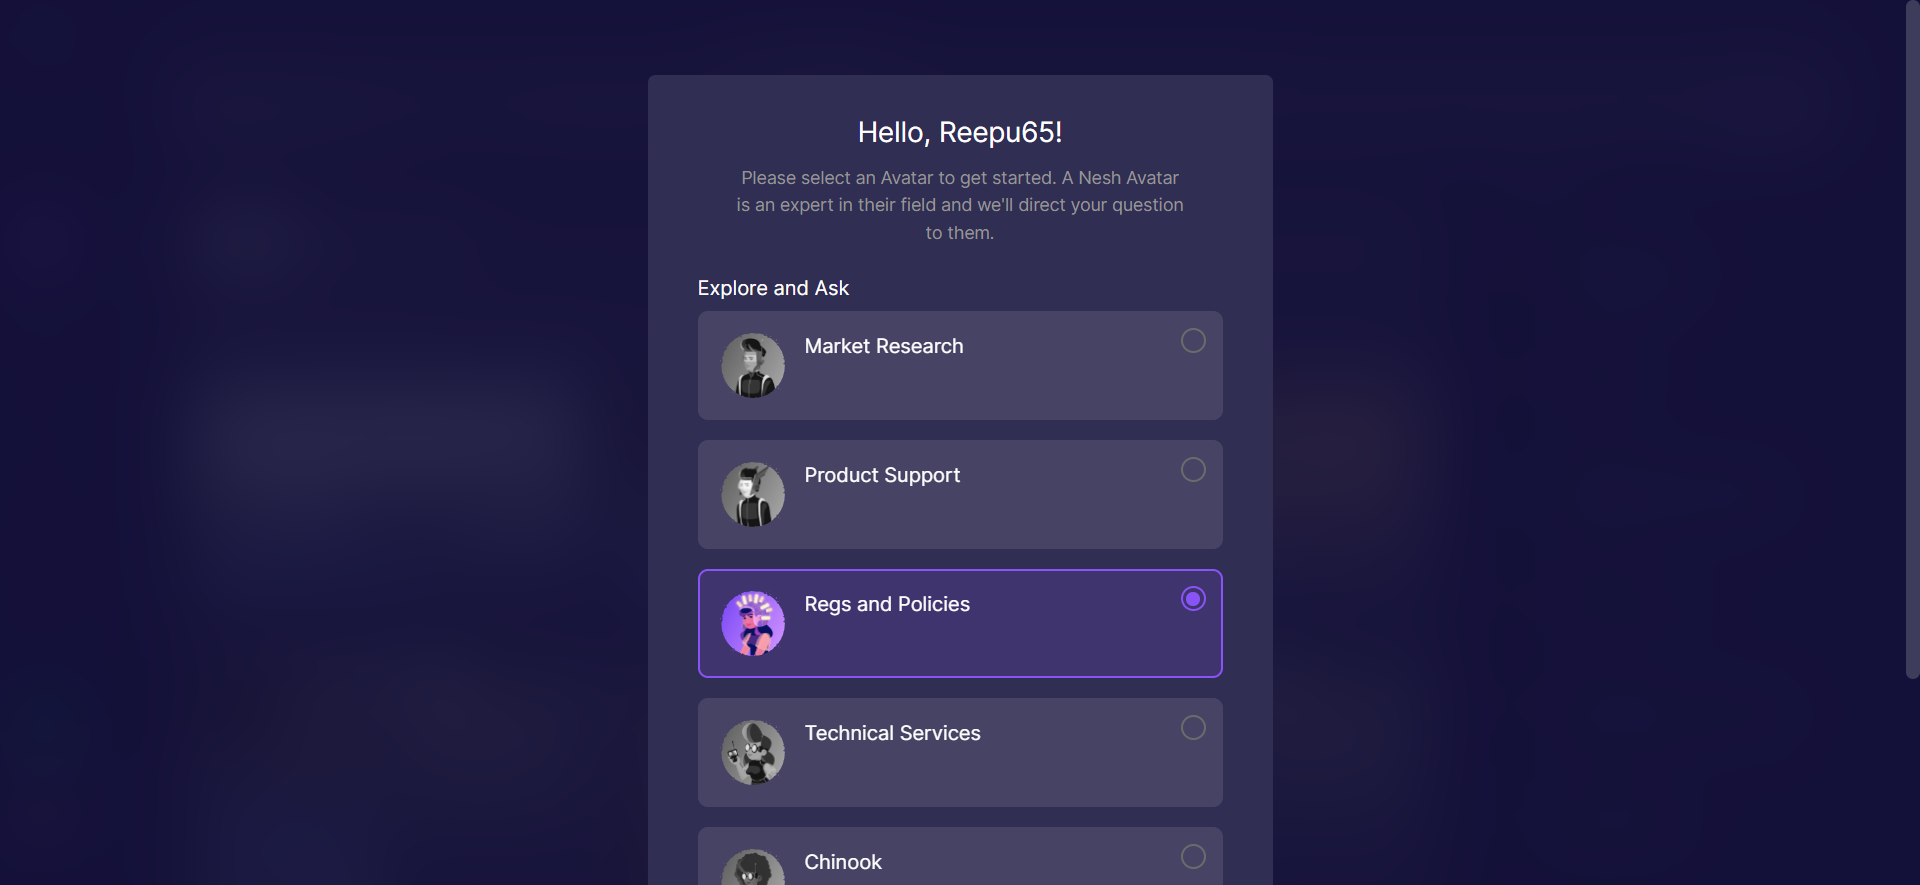 Hello, Reepu65!
Please select an Avatar to get started. A Nesh Avatar
is an expert in their field and we'll direct your question
to them.
Explore and Ask
Market Research
Product Support
Regs and Policies
Technical Services
Chinook